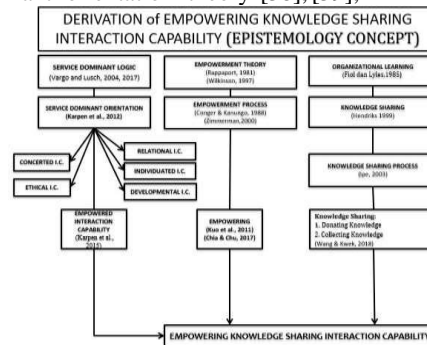 DERIVATION of EMPOWERING KNOWLEDGE SHARING
INTERACTION CAPABILITY (EPISTEMOLOGY CONCEPT)
SERVICE DOMINANT LOGIC
(Vargo and Lusch, 2004, 2017)
SERVICE DOMINANT ORIENTATION
(Karpen et al., 2012)
CONCERTED I.C.
ETHICAL I.C.
RELATIONAL I.C.
INDIVIDUATED I.C.
DEVELOPMENTAL I.C.
EMPOWERED
INTERACTION
CAPABILITY
(Karpen et al.,
2015)
EMPOWERMENT THEORY
(Rappaport, 1981)
(Wilkinson, 1997)
EMPOWERMENT PROCESS
(Conger & Kanungo, 1988)
(Zimmerman,2000)
EMPOWERING
(Kuo et al., 2011)
(Chia & Chu, 2017)
ORGANIZATIONAL LEARNING
(Fiol dan Lyles,1985)
KNOWLEDGE SHARING
(Hendriks 1999)
KNOWLEDGE SHARING PROCESS
(Ipe, 2003)
Knowledge Sharing:
1. Donating Knowledge
2. Collecting Knowledge
(Wang & Kwek, 2018)
EMPOWERING KNOWLEDGE SHARING INTERACTION CAPABILITY